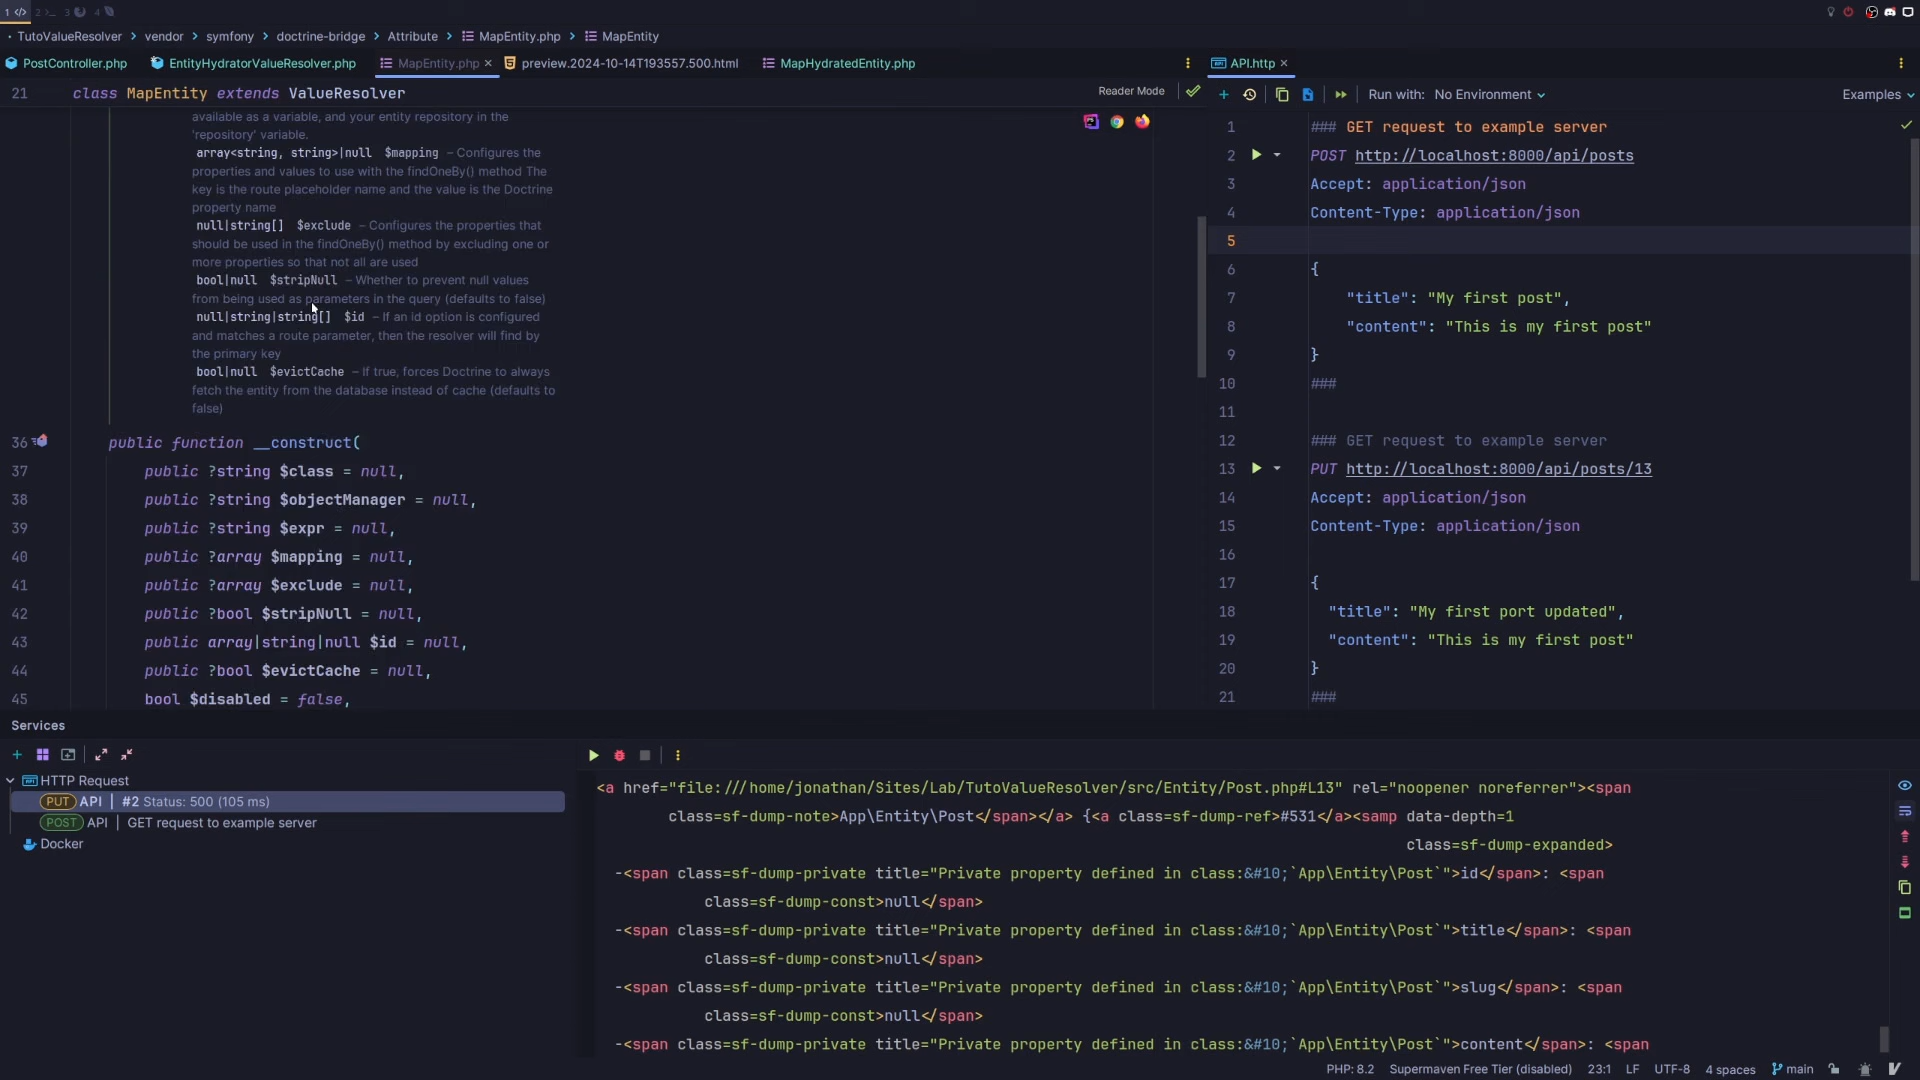 1 </> 2 >_ 3 4
TutoValueResolver > vendor > symfony > doctrine-bridge > Attribute > MapEntity.php > MapEntity
PostController.php EntityHydratorValueResolver.php MapEntity.php × preview.2024-10-14T193557.500.html MapHydratedEntity.php
21 class MapEntity extends ValueResolver
Reader Mode
available as a variable, and your entity repository in the
'repository' variable.
array<string, string>|null $mapping – Configures the
properties and values to use with the findOneBy() method The
key is the route placeholder name and the value is the Doctrine
property name
null|string[] $exclude – Configures the properties that
should be used in the findOneBy() method by excluding one or
more properties so that not all are used
bool|null $stripNull – Whether to prevent null values
from being used as parameters in the query (defaults to false)
null|string|string[] $id – If an id option is configured
and matches a route parameter, then the resolver will find by
the primary key
bool|null $evictCache – If true, forces Doctrine to always
fetch the entity from the database instead of cache (defaults to
false)
36 public function __construct(
37 public ?string $class = null,
38 public ?string $objectManager = null,
39 public ?string $expr = null,
40 public ?array $mapping = null,
41 public ?array $exclude = null,
42 public ?bool $stripNull = null,
43 public array|string|null $id = null,
44 public ?bool $evictCache = null,
45 bool $disabled = false,
API.http ×
Run with: No Environment Examples
1 ### GET request to example server
2 POST http://localhost:8000/api/posts
3 Accept: application/json
4 Content-Type: application/json
5
6 {
7 "title": "My first post",
8 "content": "This is my first post"
9 }
10 ###
11
12 ### GET request to example server
13 PUT http://localhost:8000/api/posts/13
14 Accept: application/json
15 Content-Type: application/json
16
17 {
18 "title": "My first port updated",
19 "content": "This is my first post"
20 }
21 ###
Services
HTTP Request
PUT API | #2 Status: 500 (105 ms)
POST API | GET request to example server
Docker
<a href="file:///home/jonathan/Sites/Lab/TutoValueResolver/src/Entity/Post.php#L13" rel="noopener noreferrer"><span
class=sf-dump-note>App\Entity\Post</span></a> {<a class=sf-dump-ref>#531</a><samp data-depth=1
class=sf-dump-expanded>
-<span class=sf-dump-private title="Private property defined in class:&#10;`App\Entity\Post`">id</span>: <span
class=sf-dump-const>null</span>
-<span class=sf-dump-private title="Private property defined in class:&#10;`App\Entity\Post`">title</span>: <span
class=sf-dump-const>null</span>
-<span class=sf-dump-private title="Private property defined in class:&#10;`App\Entity\Post`">slug</span>: <span
class=sf-dump-const>null</span>
-<span class=sf-dump-private title="Private property defined in class:&#10;`App\Entity\Post`">content</span>: <span
PHP: 8.2 Supermaven Free Tier (disabled) 23:1 LF UTF-8 4 spaces main